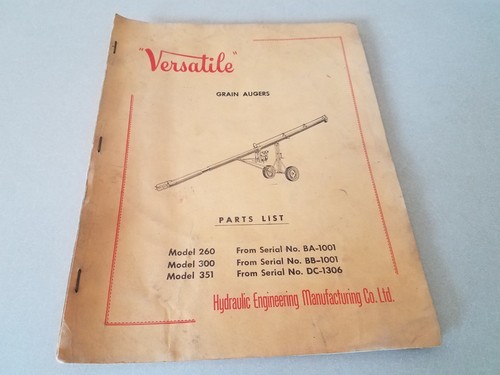 "Versatile"
GRAIN AUGERS
PARTS LIST
Model 260 From Serial No. BA-1001
Model 300 From Serial No. BB-1001
Model 351 From Serial No. DC-1306
Hydraulic Engineering Manufacturing Co. Ltd.